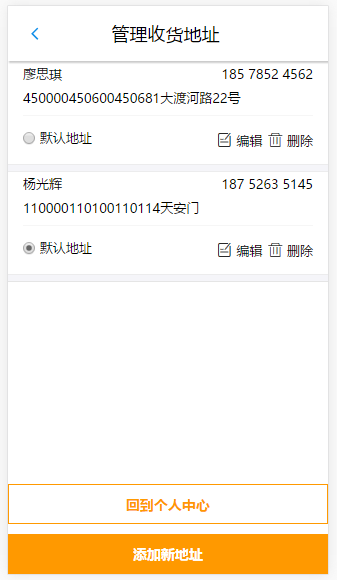 管理收货地址
廖思琪 185 7852 4562
450000450600450681大渡河路22号
默认地址 编辑 删除
杨光辉 187 5263 5145
110000110100110114天安门
默认地址 编辑 删除
回到个人中心
添加新地址